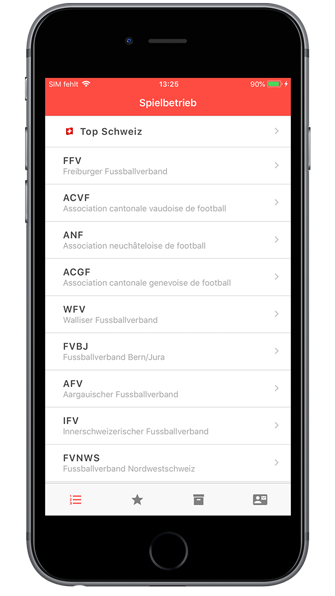 SIM fehlt 13:25 90%
Spielbetrieb
Top Schweiz
FFV
Freiburger Fussballverband
ACVF
Association cantonale vaudoise de football
ANF
Association neuchâteloise de football
ACGF
Association cantonale genevoise de football
WFV
Walliser Fussballverband
FVBJ
Fussballverband Bern/Jura
AFV
Aargauischer Fussballverband
IFV
Innerschweizerischer Fussballverband
FVNWS
Fussballverband Nordwestschweiz